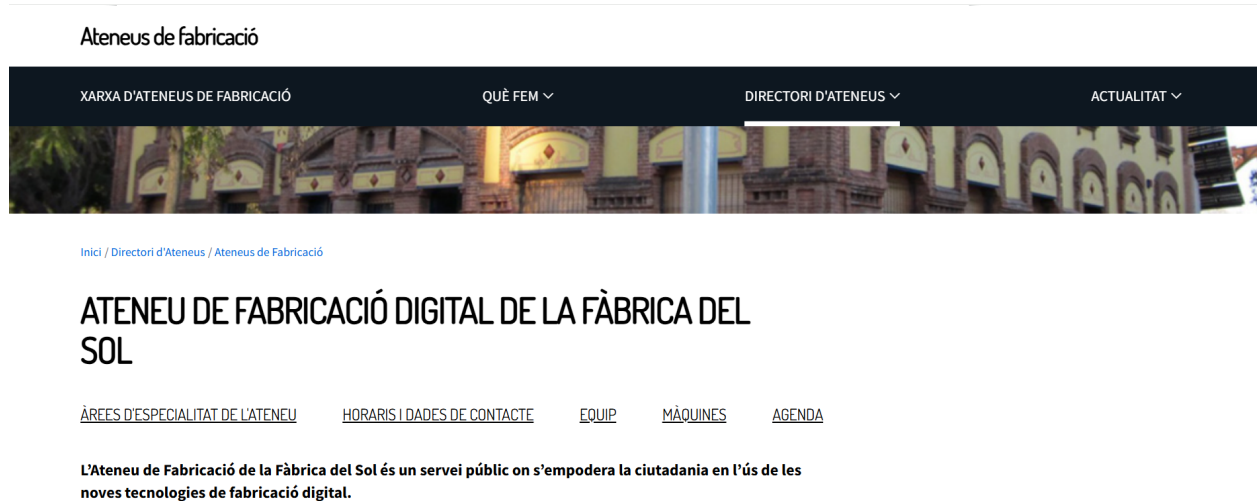 Ateneus de fabricació
XARXA D'ATENEUS DE FABRICACIÓ
QUÈ FEM
DIRECTORI D'ATENEUS
ACTUALITAT
Inici / Directori d'Ateneus / Ateneus de Fabricació
ATENEU DE FABRICACIÓ DIGITAL DE LA FÀBRICA DEL
SOL
ÀREES D'ESPECIALITAT DE L'ATENEU
HORARIS I DADES DE CONTACTE
EQUIP
MÀQUINES
AGENDA
L’Ateneu de Fabricació de la Fàbrica del Sol és un servei públic on s’empodera la ciutadania en l’ús de les
noves tecnologies de fabricació digital.